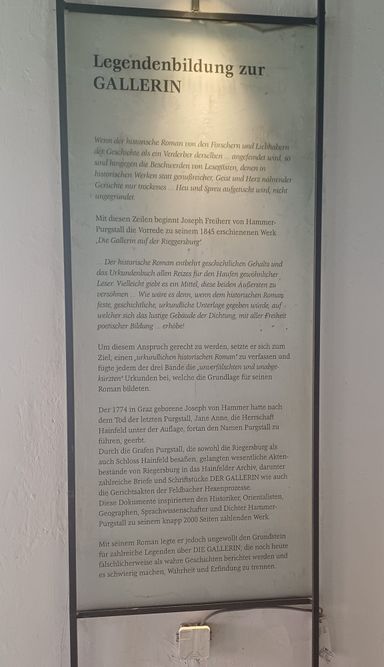 Legendenbildung zur
GALLERIN
Wenn der historische Roman von den Forschern und Liebhabern
der Geschichte als ein Verderber derselben ... angefeindet wird, so
sind hingegen die Beschwerden von Leselisten, denen in
historischen Werken statt genußreicher, Geist und Herz nährender
Gerichte nur trockenes ... Heu und Spreu aufgetischt wird, nicht
ungegründet.
Mit diesen Zeilen beginnt Joseph Freiherr von Hammer-
Purgstall die Vorrede zu seinem 1845 erschienenen Werk
„Die Gallerin auf der Rieggersburg“.
... Der historische Roman entbehrt geschichtlichen Gehalts und
das Urkundenbuch allen Reizes für den Haufen gewöhnlicher
Leser. Vielleicht giebt es ein Mittel, diese beiden Äußersten zu
versöhnen ... Wie wäre es denn, wenn dem historischen Roman
feste, geschichtliche, urkundliche Unterlage gegeben würde, auf
welcher sich das lustige Gebäude der Dichtung, mit aller Freiheit
poetischer Bildung ... erhöbe!
Um diesem Anspruch gerecht zu werden, setzte er sich zum
Ziel, einen „urkundlichen historischen Roman“ zu verfassen und
fügte jedem der drei Bände die „unverfälschten und unabge-
kürzten“ Urkunden bei, welche die Grundlage für seinen
Roman bildeten.
Der 1774 in Graz geborene Joseph von Hammer hatte nach
dem Tod der letzten Purgstall, Jane Anne, die Herrschaft
Hainfeld unter der Auflage, fortan den Namen Purgstall zu
führen, geerbt.
Durch die Grafen Purgstall, die sowohl die Riegersburg als
auch Schloss Hainfeld besaßen, gelangten wesentliche Akten-
bestände von Riegersburg in das Hainfelder Archiv, darunter
zahlreiche Briefe und Schriftstücke DER GALLERIN wie auch
die Gerichtsakten der Feldbacher Hexenprozesse.
Diese Dokumente inspirierten den Historiker, Orientalisten,
Geographen, Sprachwissenschafter und Dichter Hammer-
Purgstall zu seinem knapp 2000 Seiten zählenden Werk.
Mit seinem Roman legte er jedoch ungewollt den Grundstein
für zahlreiche Legenden über DIE GALLERIN, die noch heute
fälschlicherweise als wahre Geschichten berichtet werden und
es schwierig machen, Wahrheit und Erfindung zu trennen.